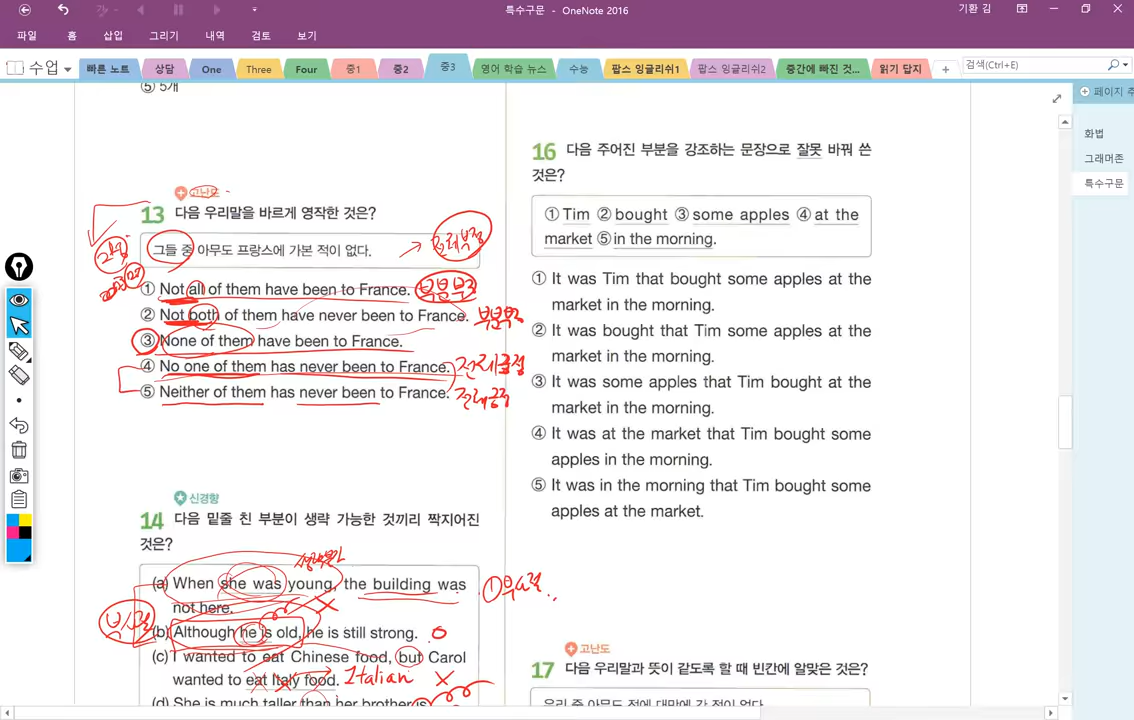 특수구문 - OneNote 2016
기환 김
파일 홈 삽입 그리기 내역 검토 보기
수업 빠른 노트 상담 One Three Four 중1 중2 중3 영어 학습 뉴스 수능 팝스 잉글리쉬1 팝스 잉글리쉬2 중간에 빠진 것... 읽기 답지 + 검색(Ctrl+E)
페이지 추
화법
그래머존
특수구문
⑤ 5개
고난도
13 다음 우리말을 바르게 영작한 것은?
그들 중 아무도 프랑스에 가본 적이 없다.
① Not all of them have been to France.
부분부정
② Not both of them have never been to France.
③ None of them have been to France.
④ No one of them has never been to France.
전체긍정
⑤ Neither of them has never been to France.
전체긍정
신경향
14 다음 밑줄 친 부분이 생략 가능한 것끼리 짝지어진
것은?
(a) When she was young, the building was
not here.
(b) Although he is old, he is still strong.
(c) I wanted to eat Chinese food, but Carol
wanted to eat Italy food. Italian
(d) She is much taller than her brother is
16 다음 주어진 부분을 강조하는 문장으로 잘못 바꿔 쓴
것은?
① Tim ② bought ③ some apples ④ at the
market ⑤ in the morning.
① It was Tim that bought some apples at the
market in the morning.
② It was bought that Tim some apples at the
market in the morning.
③ It was some apples that Tim bought at the
market in the morning.
④ It was at the market that Tim bought some
apples in the morning.
⑤ It was in the morning that Tim bought some
apples at the market.
고난도
17 다음 우리말과 뜻이 같도록 할 때 빈칸에 알맞은 것은?